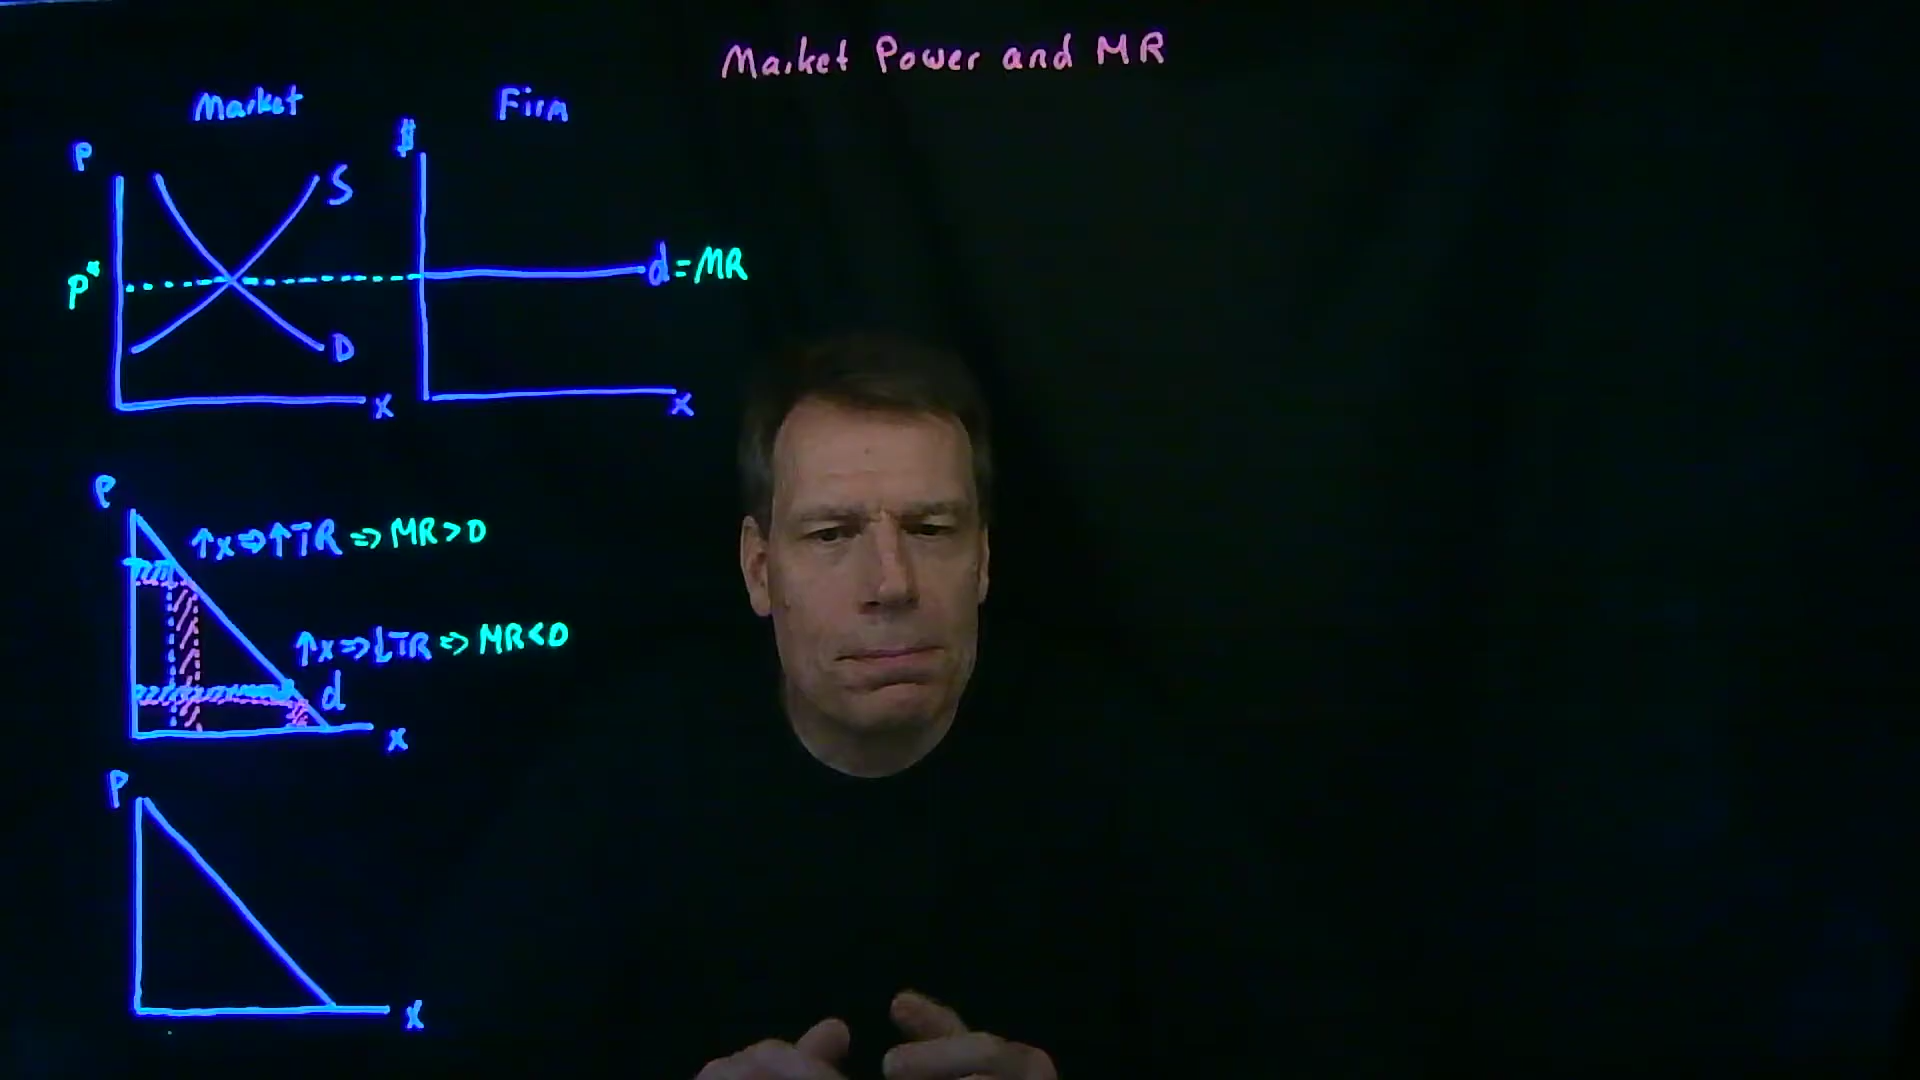 Market Power and MR
Market
Firm
P
S
P*
D
X
$
d = MR
X
P
↑X⇒↑TR ⇒ MR>0
↑X⇒↓TR ⇒ MR<0
d
X
P
X